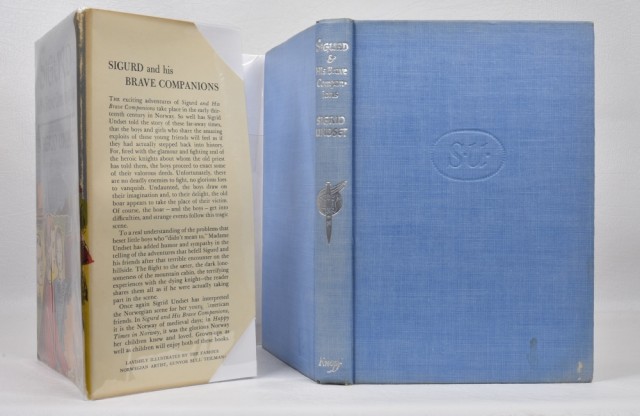 SIGURD and his
BRAVE COMPANIONS
THE exciting adventures of Sigurd and His
Brave Companions take place in the early thir-
teenth century in Norway. So well has Sigrid
Undset told the story of those far-away times,
that the boys and girls who share the amazing
exploits of three young friends will feel as if
they had actually stepped back into history.
For, fired with the glamour and fighting zeal of
the heroic knights about whom the old priest
has told them, the boys proceed to enact some
of their valorous deeds. Unfortunately, there
are no deadly enemies to fight, no glorious foes
to vanquish. Undaunted, the boys draw on
their imagination and, to their delight, the old
boar appears to take the place of their victim.
Of course, the boar — and the boys — get into
difficulties, and strange events follow this tragic
scene.
To a real understanding of the problems that
beset little boys who "didn't mean to," Madame
Undset has added humor and sympathy in the
telling of the adventures that befell Sigurd and
his friends after that terrible encounter on the
hillside. The flight to the saeter, the dark lone-
someness of the mountain cabin, the terrifying
experiences with the dying knight—the reader
shares them all as if he were actually taking
part in the scene.
Once again Sigrid Undset has interpreted
the Norwegian scene for her young American
friends. In Sigurd and His Brave Companions,
it is the Norway of medieval days; in Happy
Times in Norway, it was the glorious Norway
her children knew and loved. Grown-ups as
well as children will enjoy both of these books.
LAVISHLY ILLUSTRATED BY THE FAMOUS
NORWEGIAN ARTIST, GUNVOR BULL TEILMAN
SIGURD
&
His Brave
Compan-
ions
SIGRID
UNDSET
Knopf
S·U·